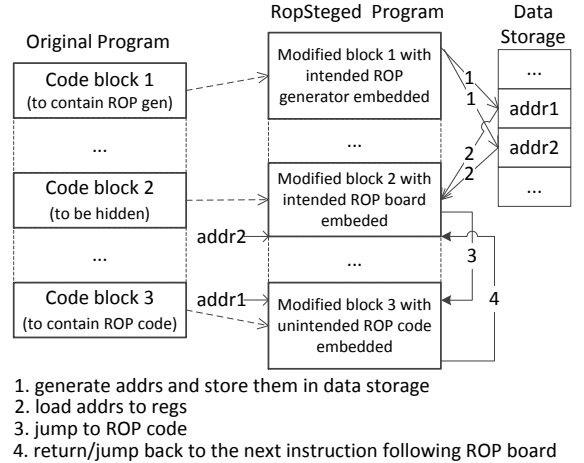 Original Program
RopSteged Program
Data
Storage
Code block 1
(to contain ROP gen)
...
Code block 2
(to be hidden)
...
Code block 3
(to contain ROP code)
Modified block 1 with
intended ROP
generator embedded
...
Modified block 2 with
intended ROP board
embeded
addr2
...
addr1
Modified block 3 with
unintended ROP code
embedded
1
1
2
2
3
4
...
addr1
addr2
...
1. generate addrs and store them in data storage
2. load addrs to regs
3. jump to ROP code
4. return/jump back to the next instruction following ROP board